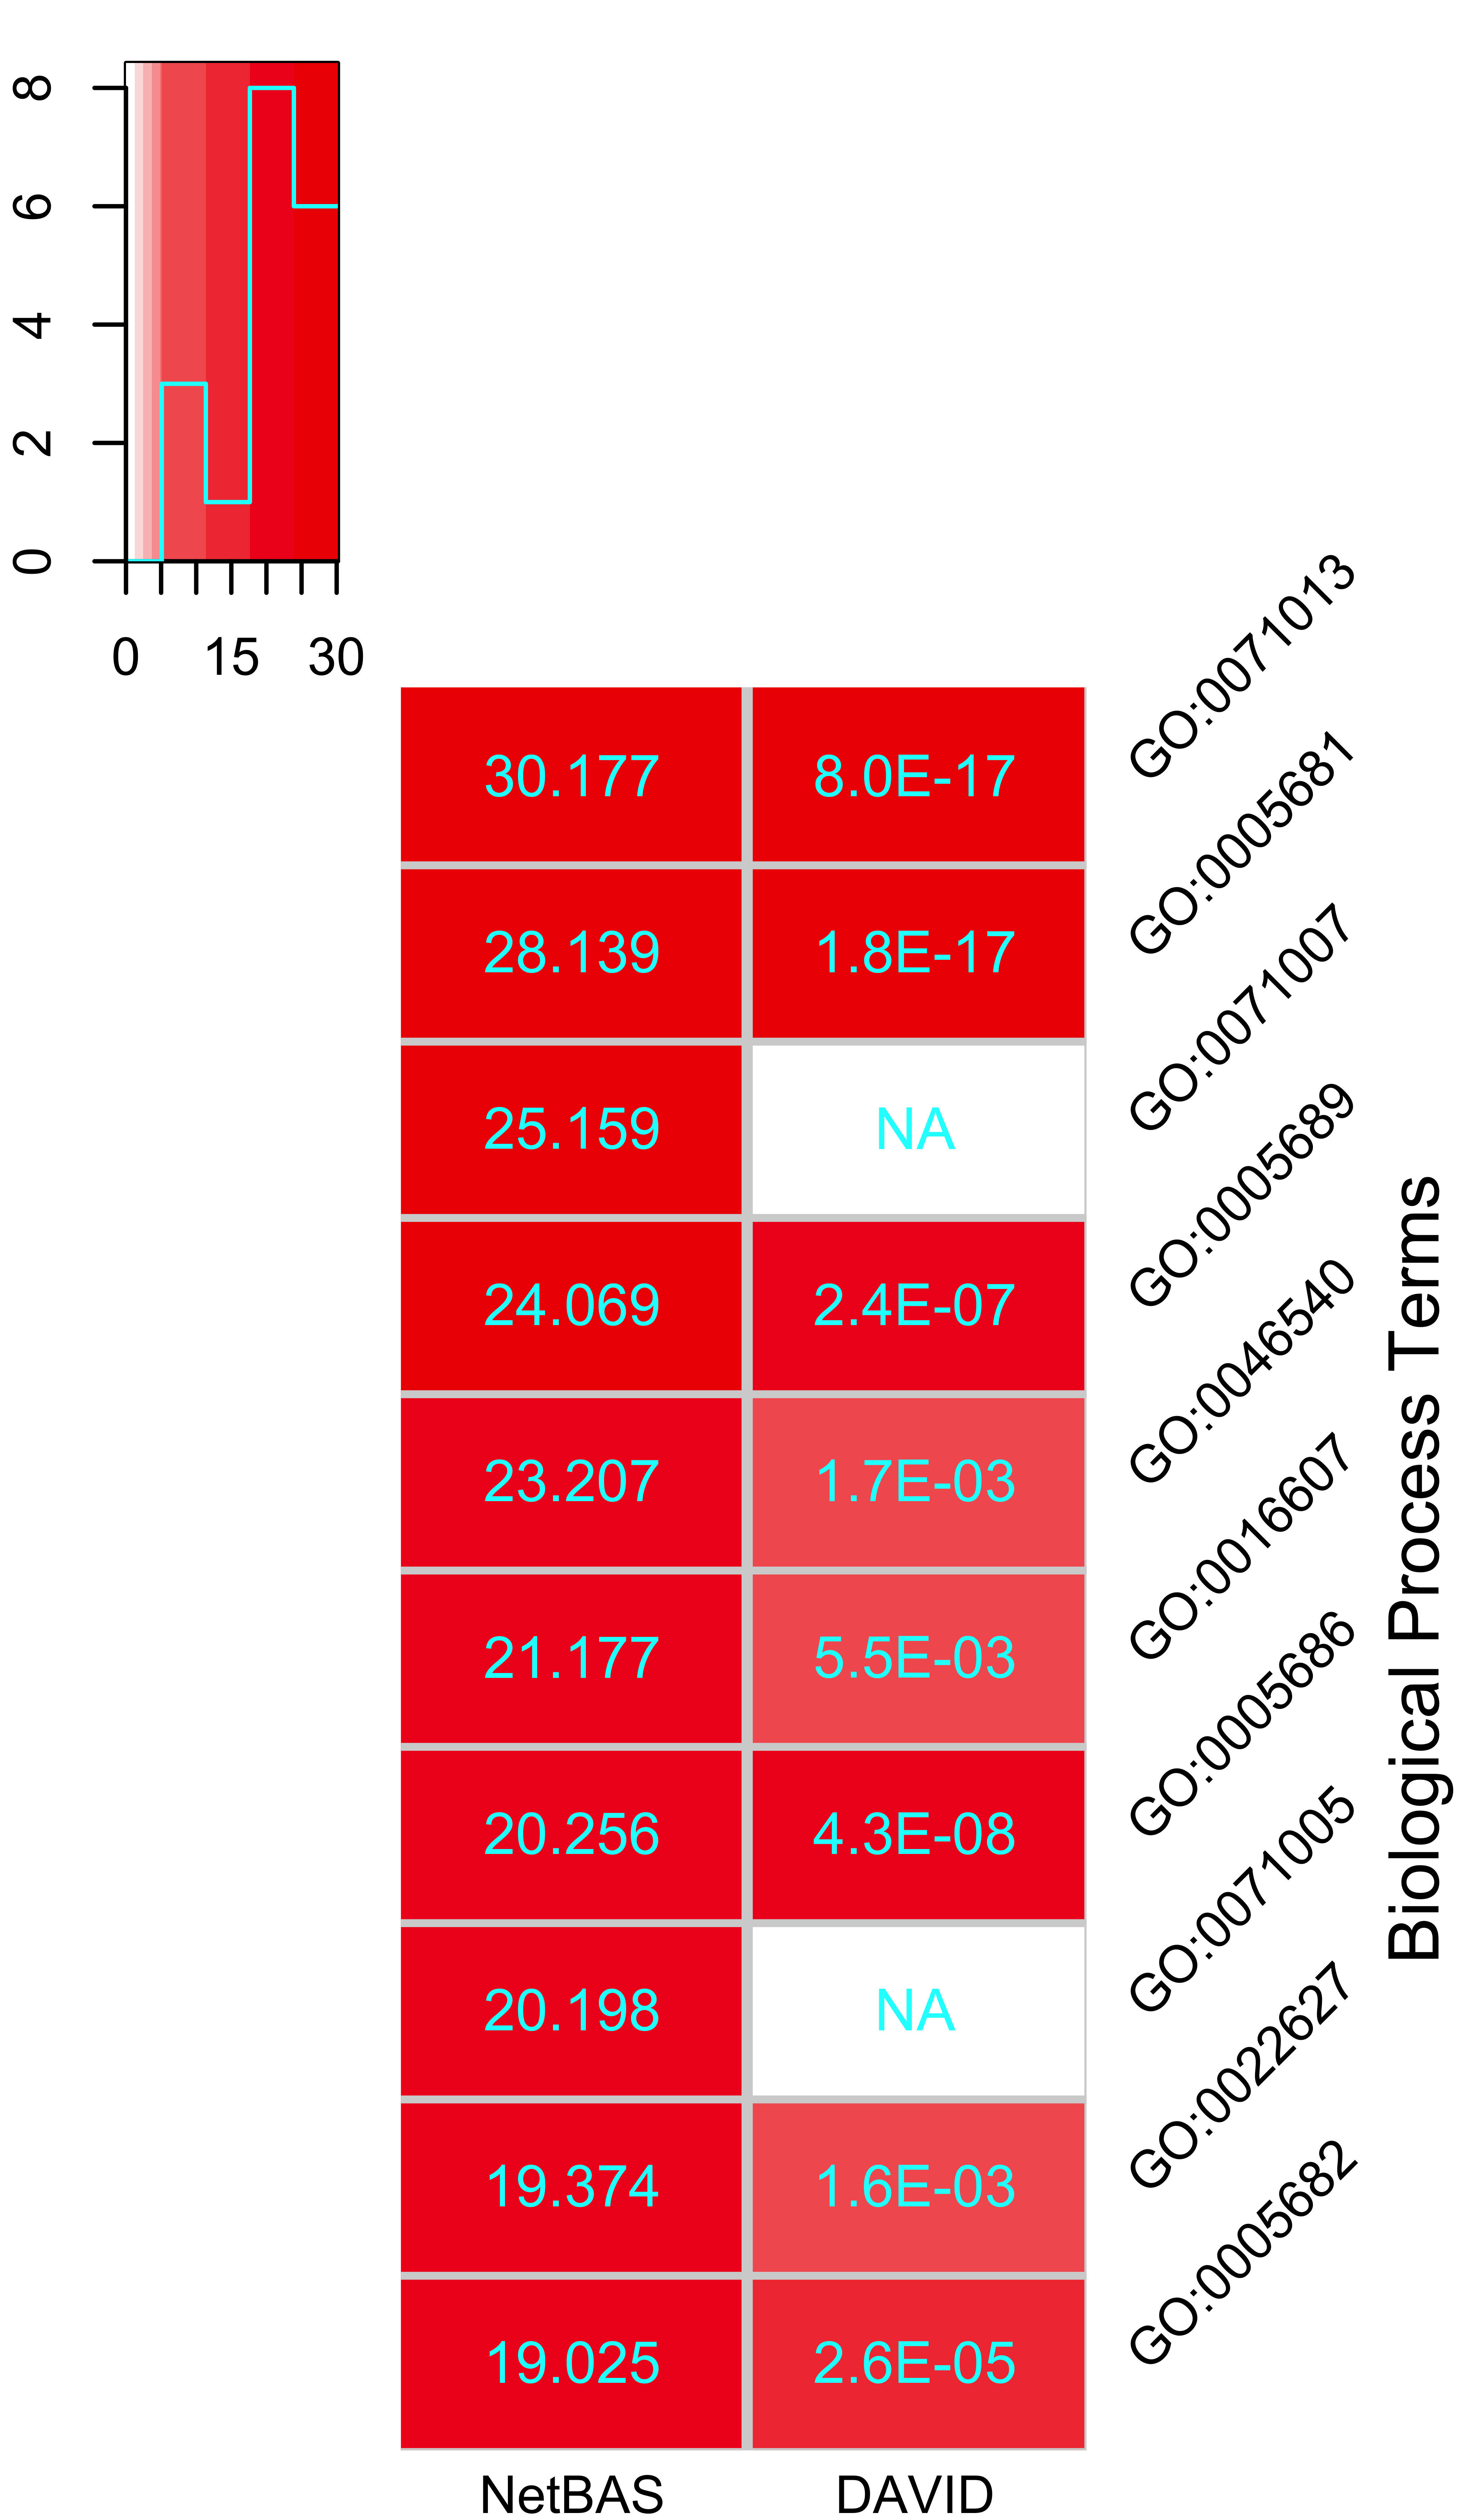 8
6
4
2
0
0 15 30
30.177 8.0E-17 GO:0071013
28.139 1.8E-17 GO:0005681
25.159 NA GO:0071007
24.069 2.4E-07 GO:0005689
23.207 1.7E-03 GO:0046540
21.177 5.5E-03 GO:0016607
20.256 4.3E-08 GO:0005686
20.198 NA GO:0071005
19.374 1.6E-03 GO:0022627
19.025 2.6E-05 GO:0005682
NetBAS DAVID
Biological Process Terms